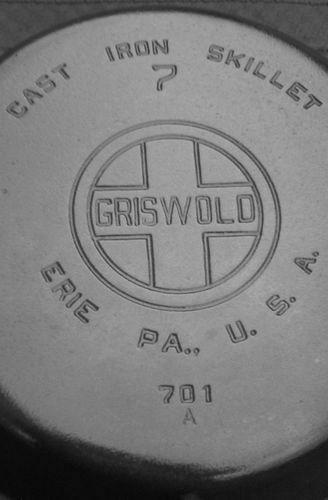 CAST IRON SKILLET
7
GRISWOLD
ERIE PA., U.S.A.
701
A